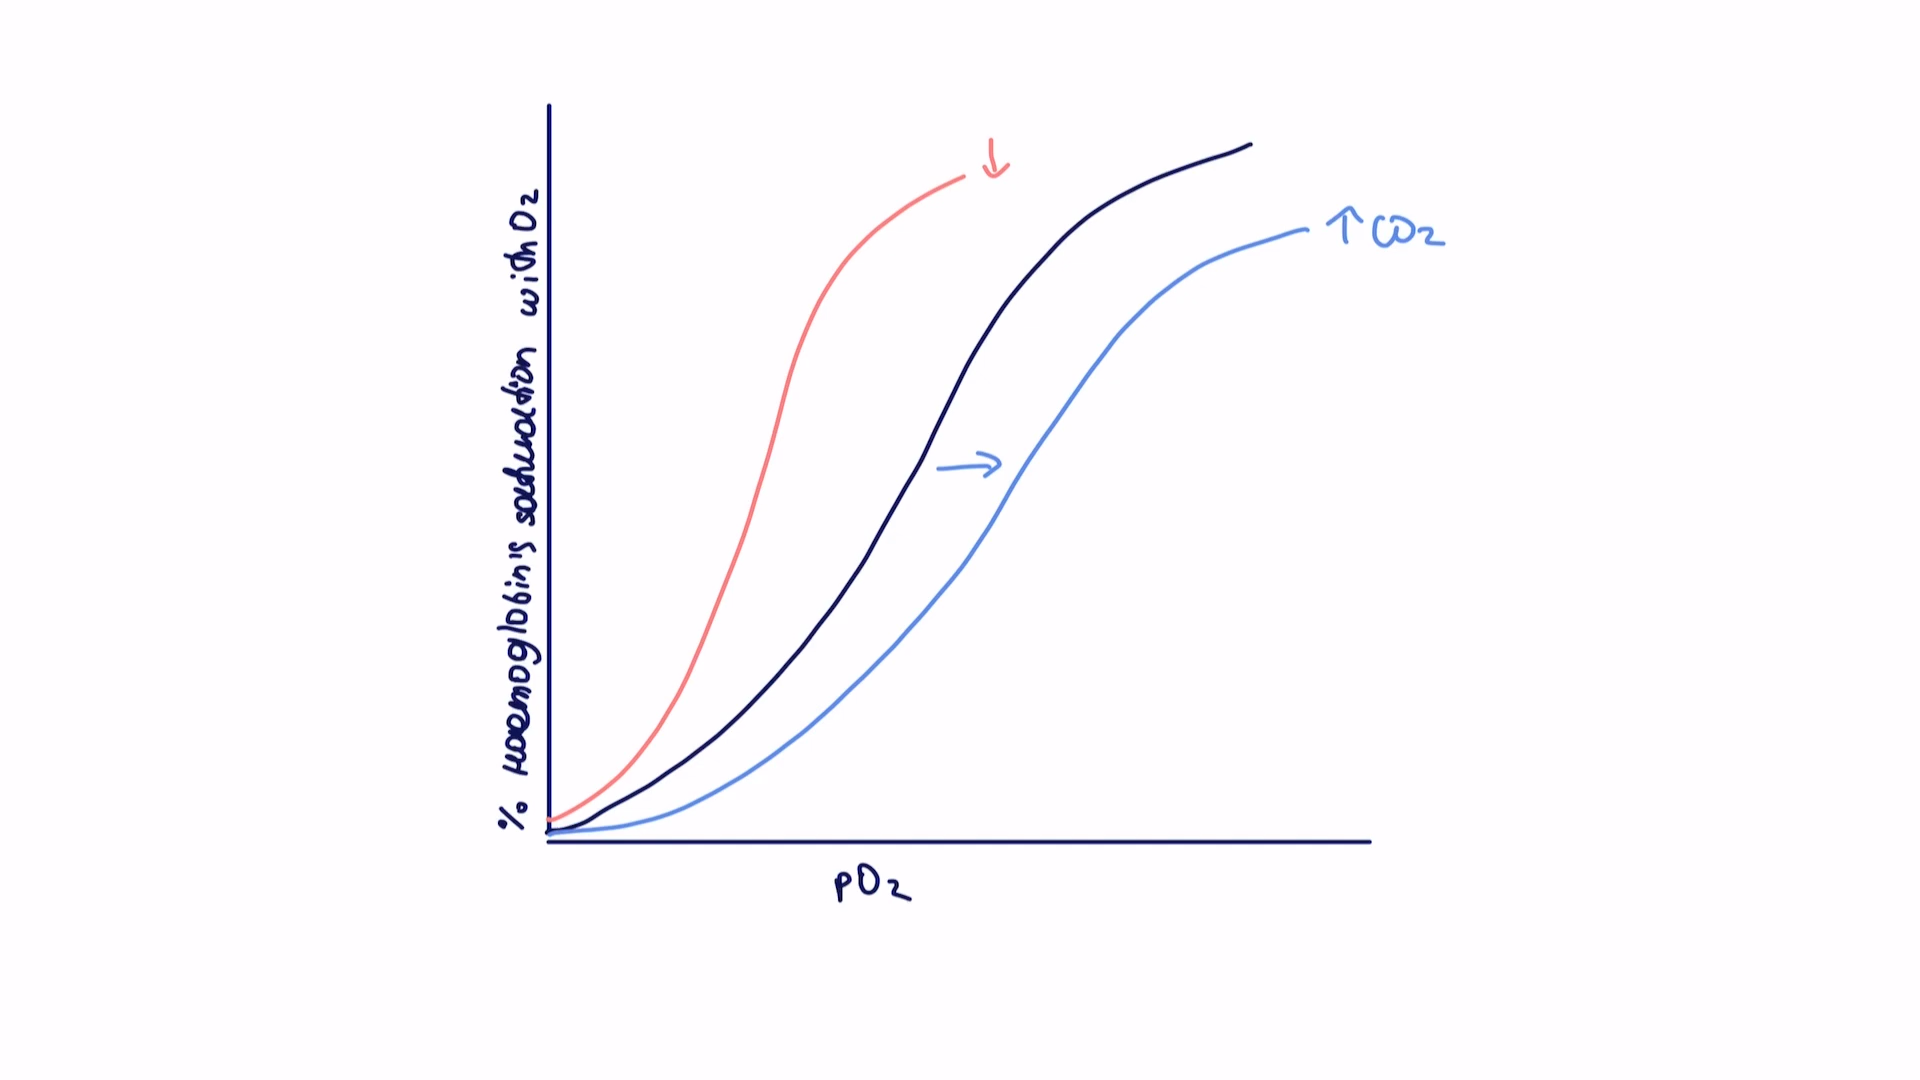 % Haemoglobin's saturation with O2
↓
↑ CO2
pO2